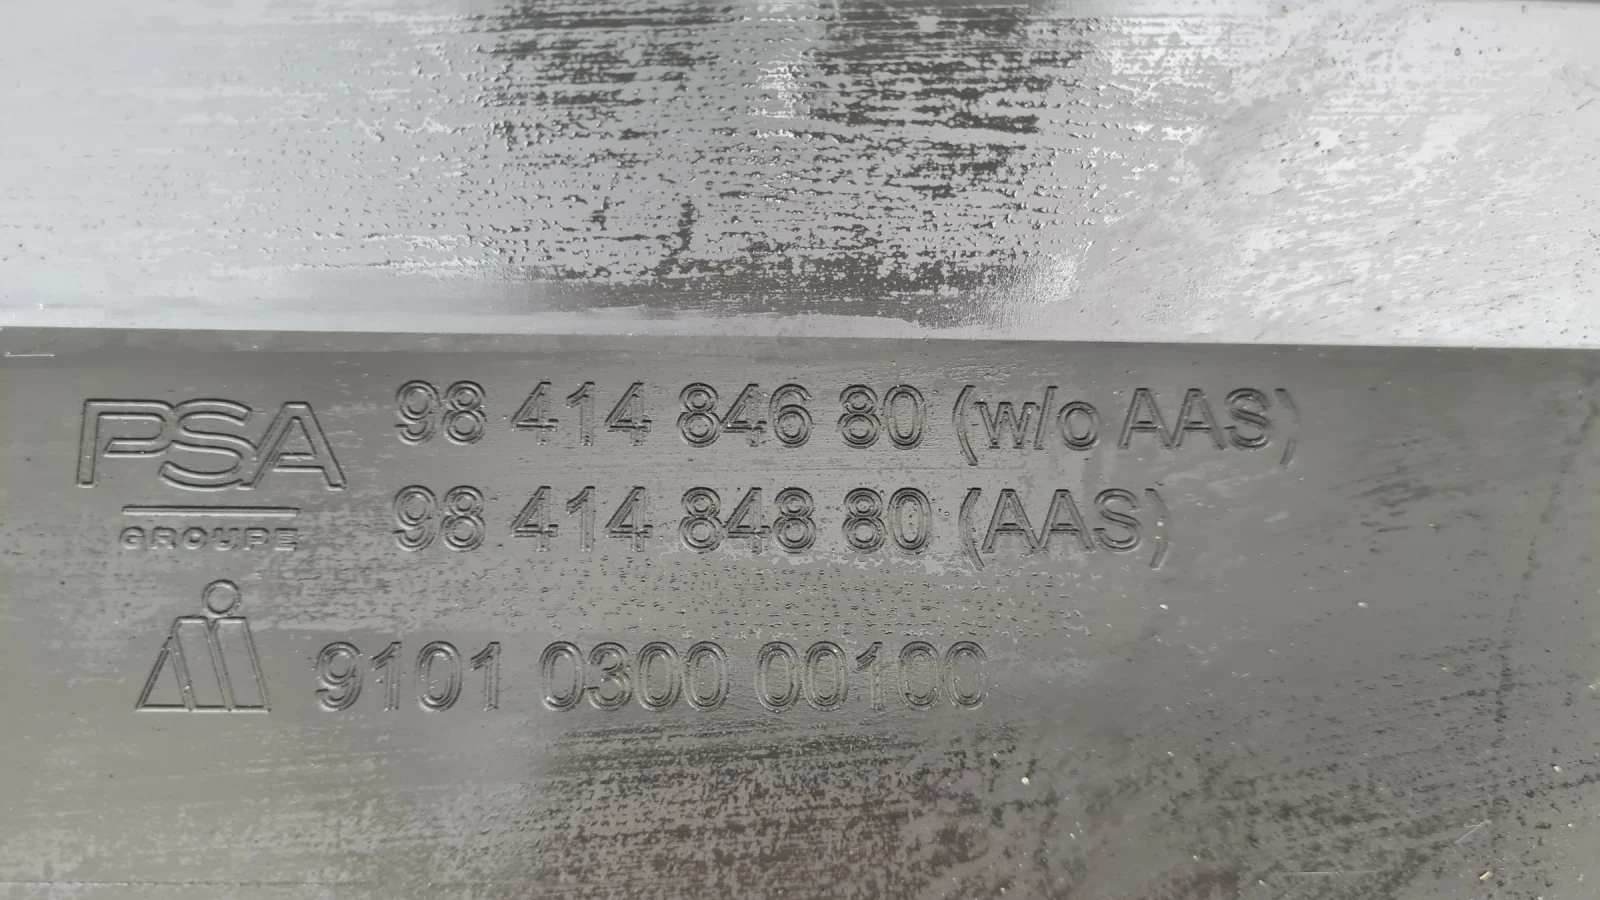 PSA 98 414 846 80 (w/o AAS)
GROUPE 98 414 848 80 (AAS)
9101 0300 00100